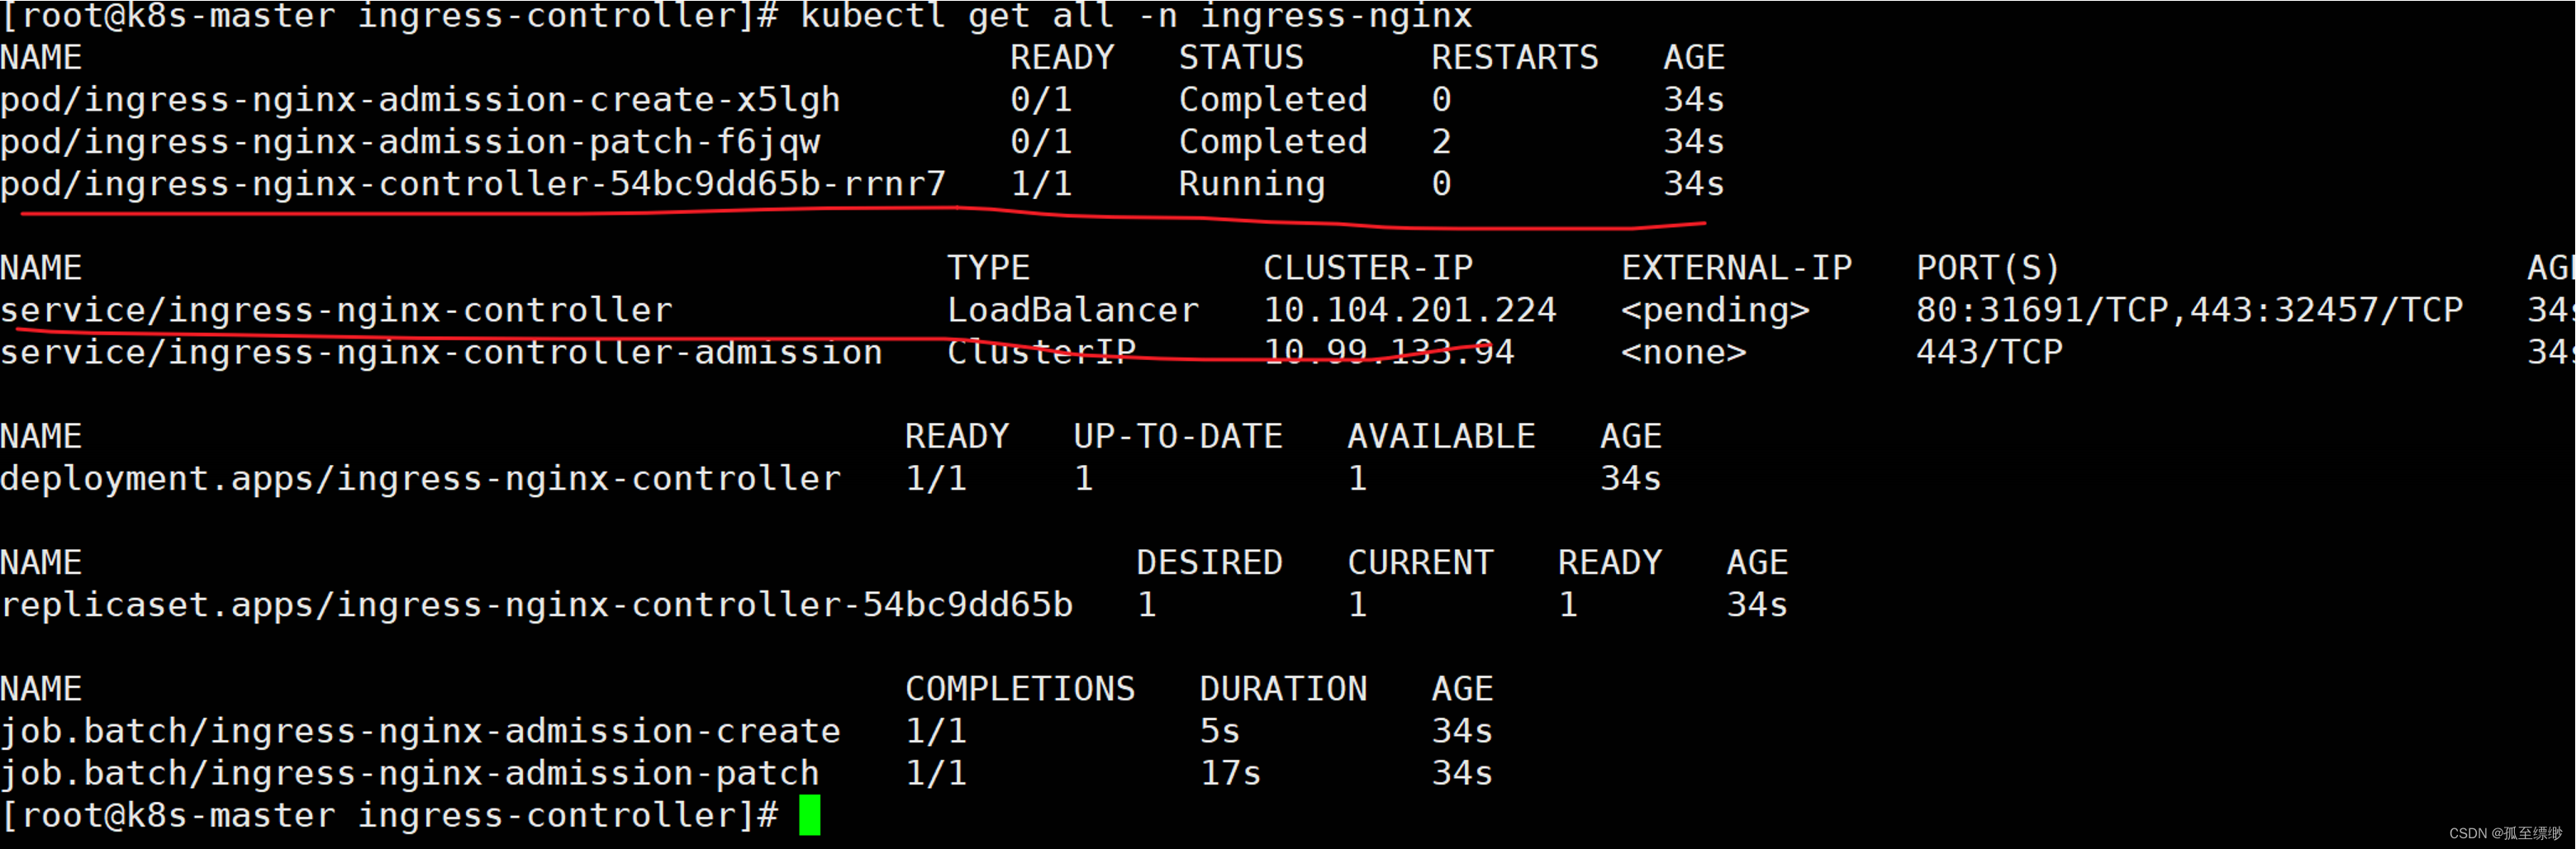 [root@k8s-master ingress-controller]# kubectl get all -n ingress-nginx
NAME READY STATUS RESTARTS AGE
pod/ingress-nginx-admission-create-x5lgh 0/1 Completed 0 34s
pod/ingress-nginx-admission-patch-f6jqw 0/1 Completed 2 34s
pod/ingress-nginx-controller-54bc9dd65b-rrnr7 1/1 Running 0 34s
NAME TYPE CLUSTER-IP EXTERNAL-IP PORT(S) AGE
service/ingress-nginx-controller LoadBalancer 10.104.201.224 <pending> 80:31691/TCP,443:32457/TCP 34s
service/ingress-nginx-controller-admission ClusterIP 10.99.133.94 <none> 443/TCP 34s
NAME READY UP-TO-DATE AVAILABLE AGE
deployment.apps/ingress-nginx-controller 1/1 1 1 34s
NAME DESIRED CURRENT READY AGE
replicaset.apps/ingress-nginx-controller-54bc9dd65b 1 1 1 34s
NAME COMPLETIONS DURATION AGE
job.batch/ingress-nginx-admission-create 1/1 5s 34s
job.batch/ingress-nginx-admission-patch 1/1 17s 34s
[root@k8s-master ingress-controller]#
CSDN @孤至缥缈